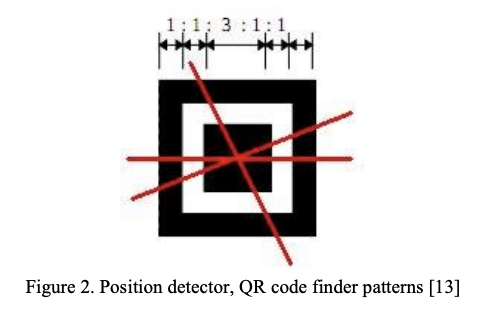 1 : 1 : 3 : 1 : 1
Figure 2. Position detector, QR code finder patterns [13]